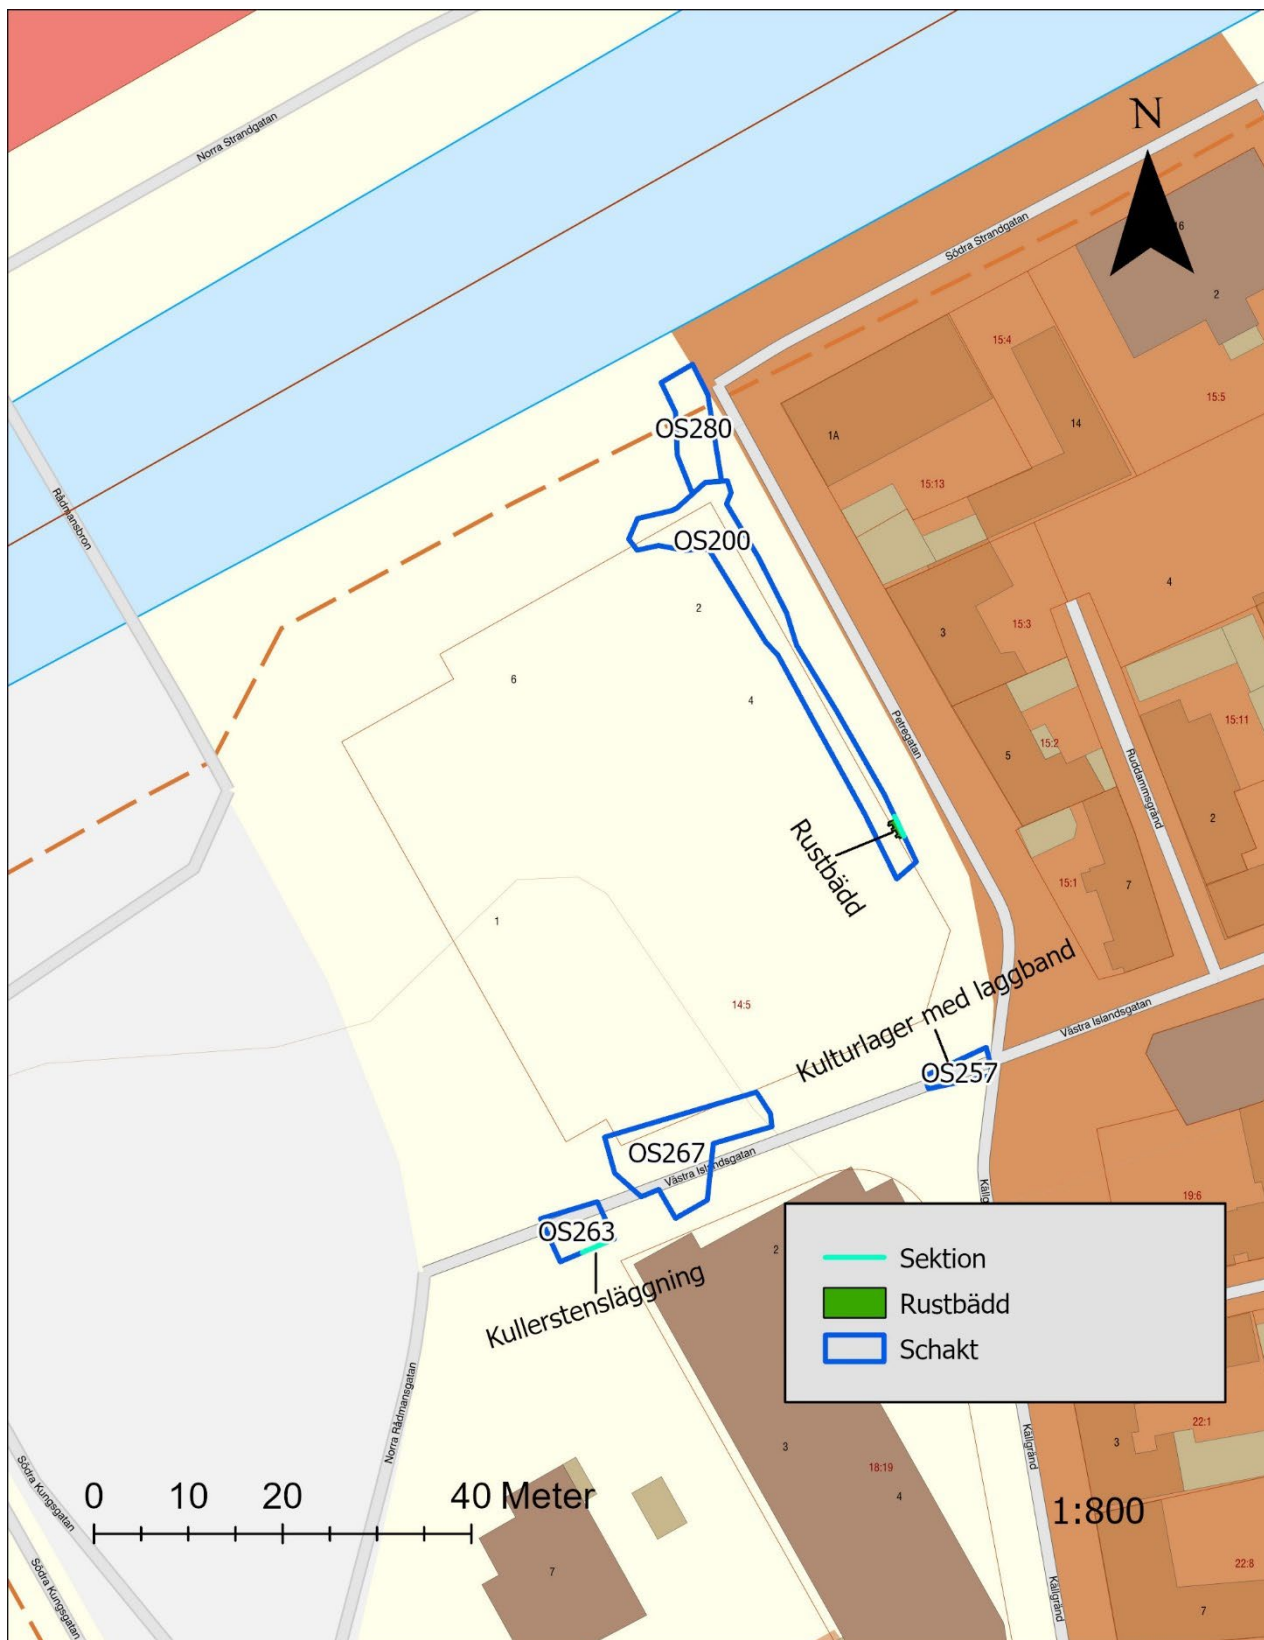 Norra Strandgatan
N
16
Södra Strandgatan
2
15:4
15:5
14
1A
15:13
OS280
Rådmansbron
OS200
4
2
3
15:3
6
4
15:11
Petregatan
15:2
5
Ruddammsgränd
2
Rustbädd
15:1
7
1
14:5
Kulturlager med laggband
Västra Islandsgatan
OS257
OS267
Västra Islandsgatan
19:6
OS263
2
Kullerstensläggning
Sektion
Rustbädd
Schakt
Norra Rådmansgatan
Källgränd
3
22:1
3
18:19
4
Södra Kungsgatan
0 10 20 40 Meter
1:800
22:8
7
Södra Kungsgatan
Källgränd
7